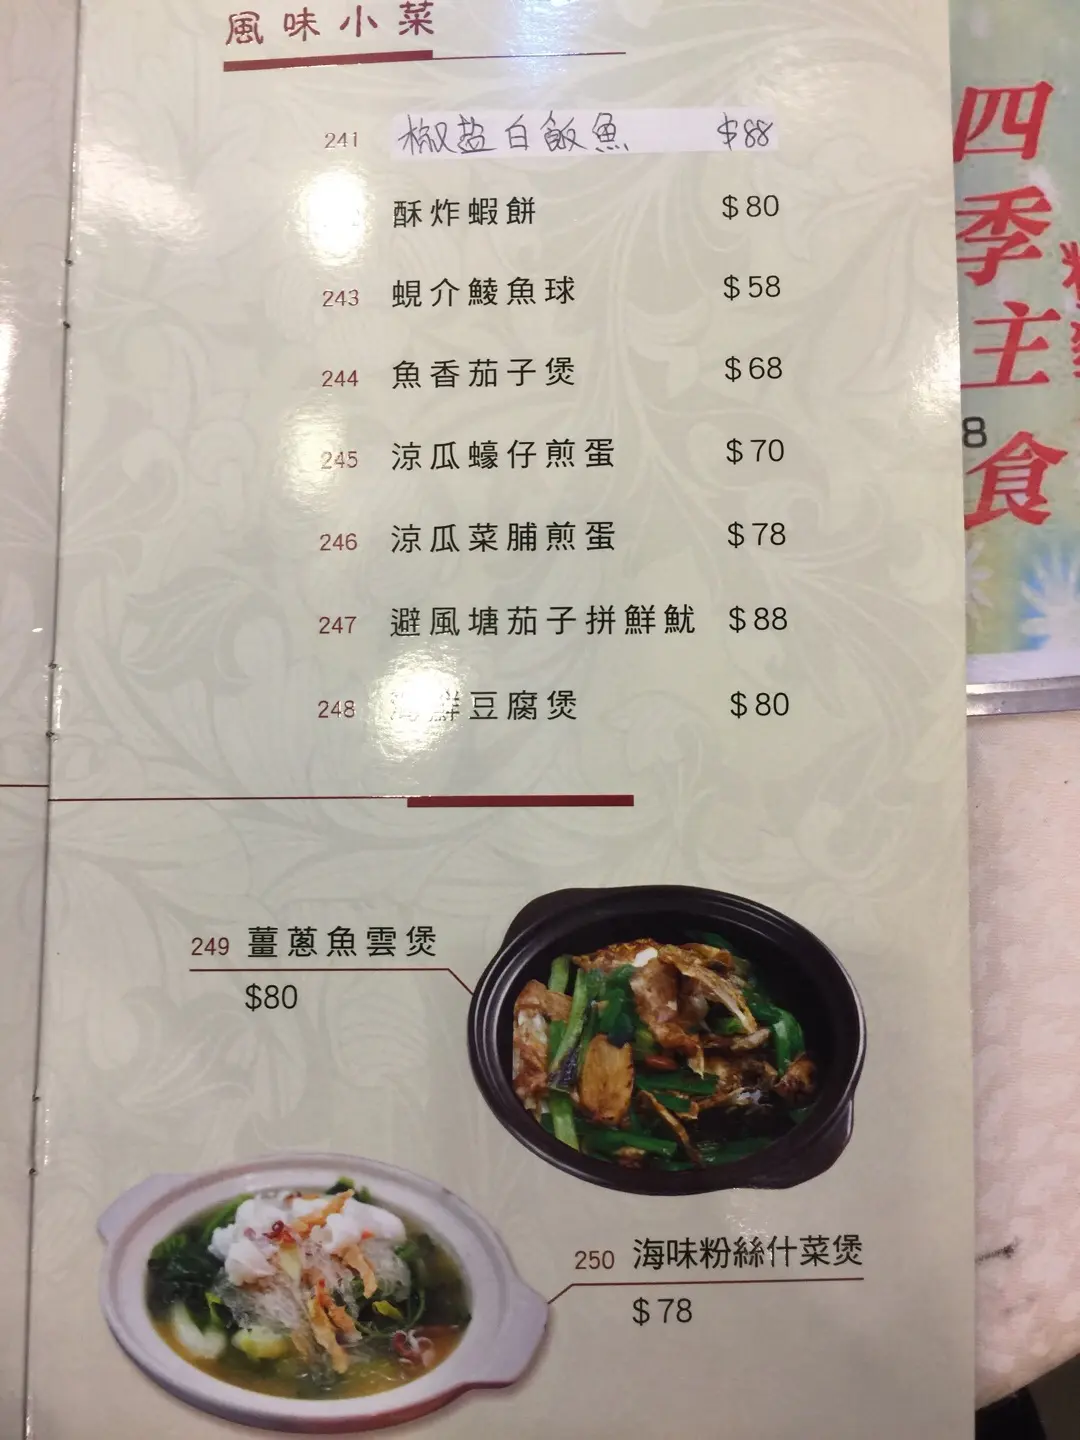 風味小菜
241 椒盐白飯魚 $88
酥炸蝦餅 $80
243 蜆介鯪魚球 $58
244 魚香茄子煲 $68
245 涼瓜蠔仔煎蛋 $70
246 涼瓜菜脯煎蛋 $78
247 避風塘茄子拼鮮魷 $88
248 海鮮豆腐煲 $80
249 薑蔥魚雲煲
$80
250 海味粉絲什菜煲
$78
四季主食
8